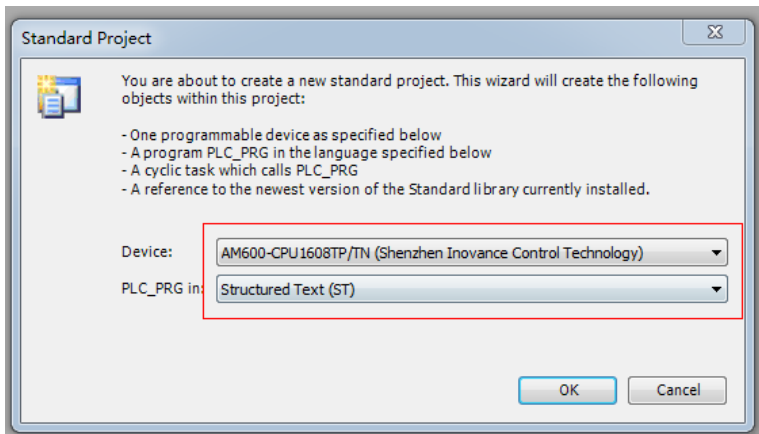 Standard Project
You are about to create a new standard project. This wizard will create the following
objects within this project:
- One programmable device as specified below
- A program PLC_PRG in the language specified below
- A cyclic task which calls PLC_PRG
- A reference to the newest version of the Standard library currently installed.
Device: AM600-CPU1608TP/TN (Shenzhen Inovance Control Technology)
PLC_PRG in: Structured Text (ST)
OK Cancel